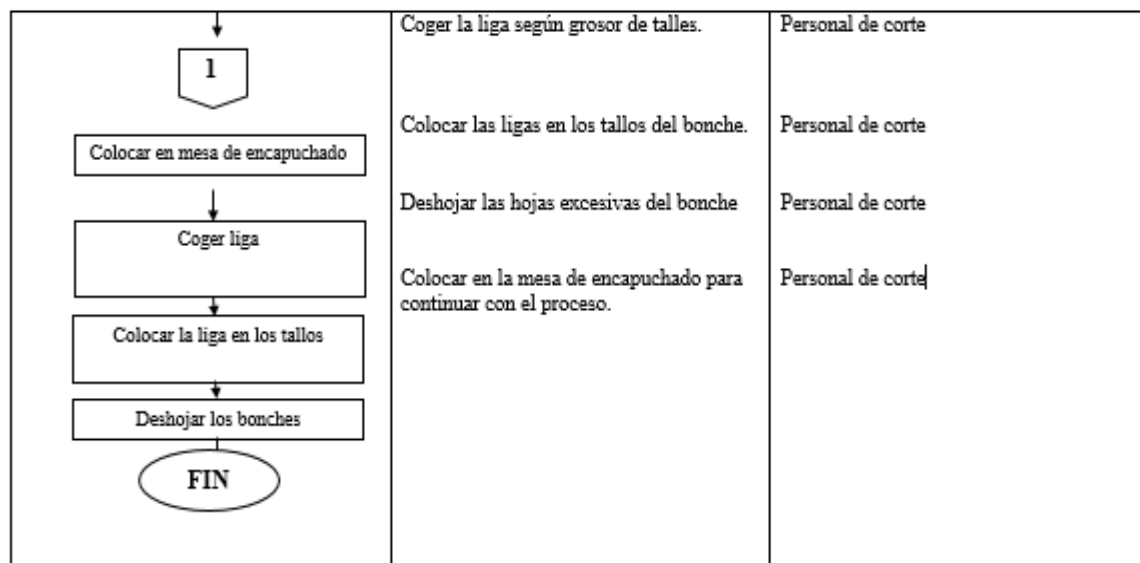 1
Colocar en mesa de encapuchado
Coger liga
Colocar la liga en los tallos
Deshojar los bonches
FIN
Coger la liga según grosor de talles.
Colocar las ligas en los tallos del bonche.
Deshojar las hojas excesivas del bonche
Colocar en la mesa de encapuchado para
continuar con el proceso.
Personal de corte
Personal de corte
Personal de corte
Personal de corte